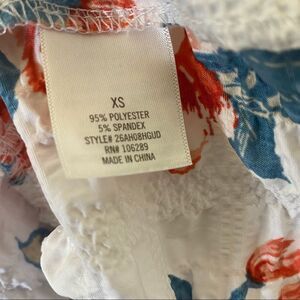 XS
95% POLYESTER
5% SPANDEX
STYLE# 26AH08HGUD
RN# 106289
MADE IN CHINA